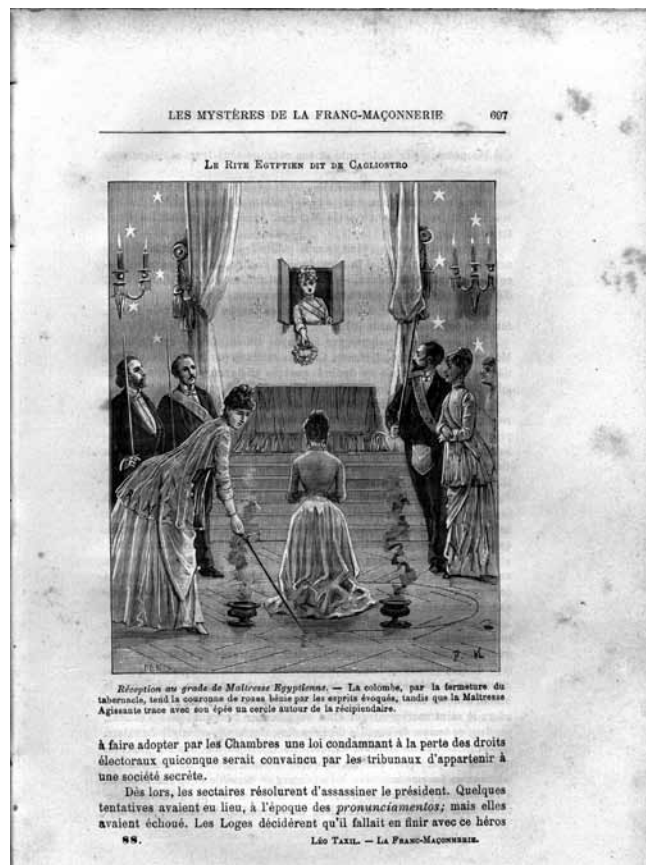 LES MYSTÈRES DE LA FRANC-MAÇONNERIE 697
LE RITE EGYPTIEN DIT DE CAGLIOSTRO
Réception au grade de Maîtresse Egyptienne. — La colombe, par la fermeture du
tabernacle, tend la couronne de roses bénie par les esprits évoqués, tandis que la Maîtresse
Agissante trace avec son épée un cercle autour de la récipiendaire.
à faire adopter par les Chambres une loi condamnant à la perte des droits
électoraux quiconque serait convaincu par les tribunaux d'appartenir à
une société secrète.
Dès lors, les sectaires résolurent d'assassiner le président. Quelques
tentatives avaient eu lieu, à l'époque des pronunciamentos; mais elles
avaient échoué. Les Loges décidèrent qu'il fallait en finir avec ce héros
88. LÉO TAXIL. — LA FRANC-MAÇONNERIE.